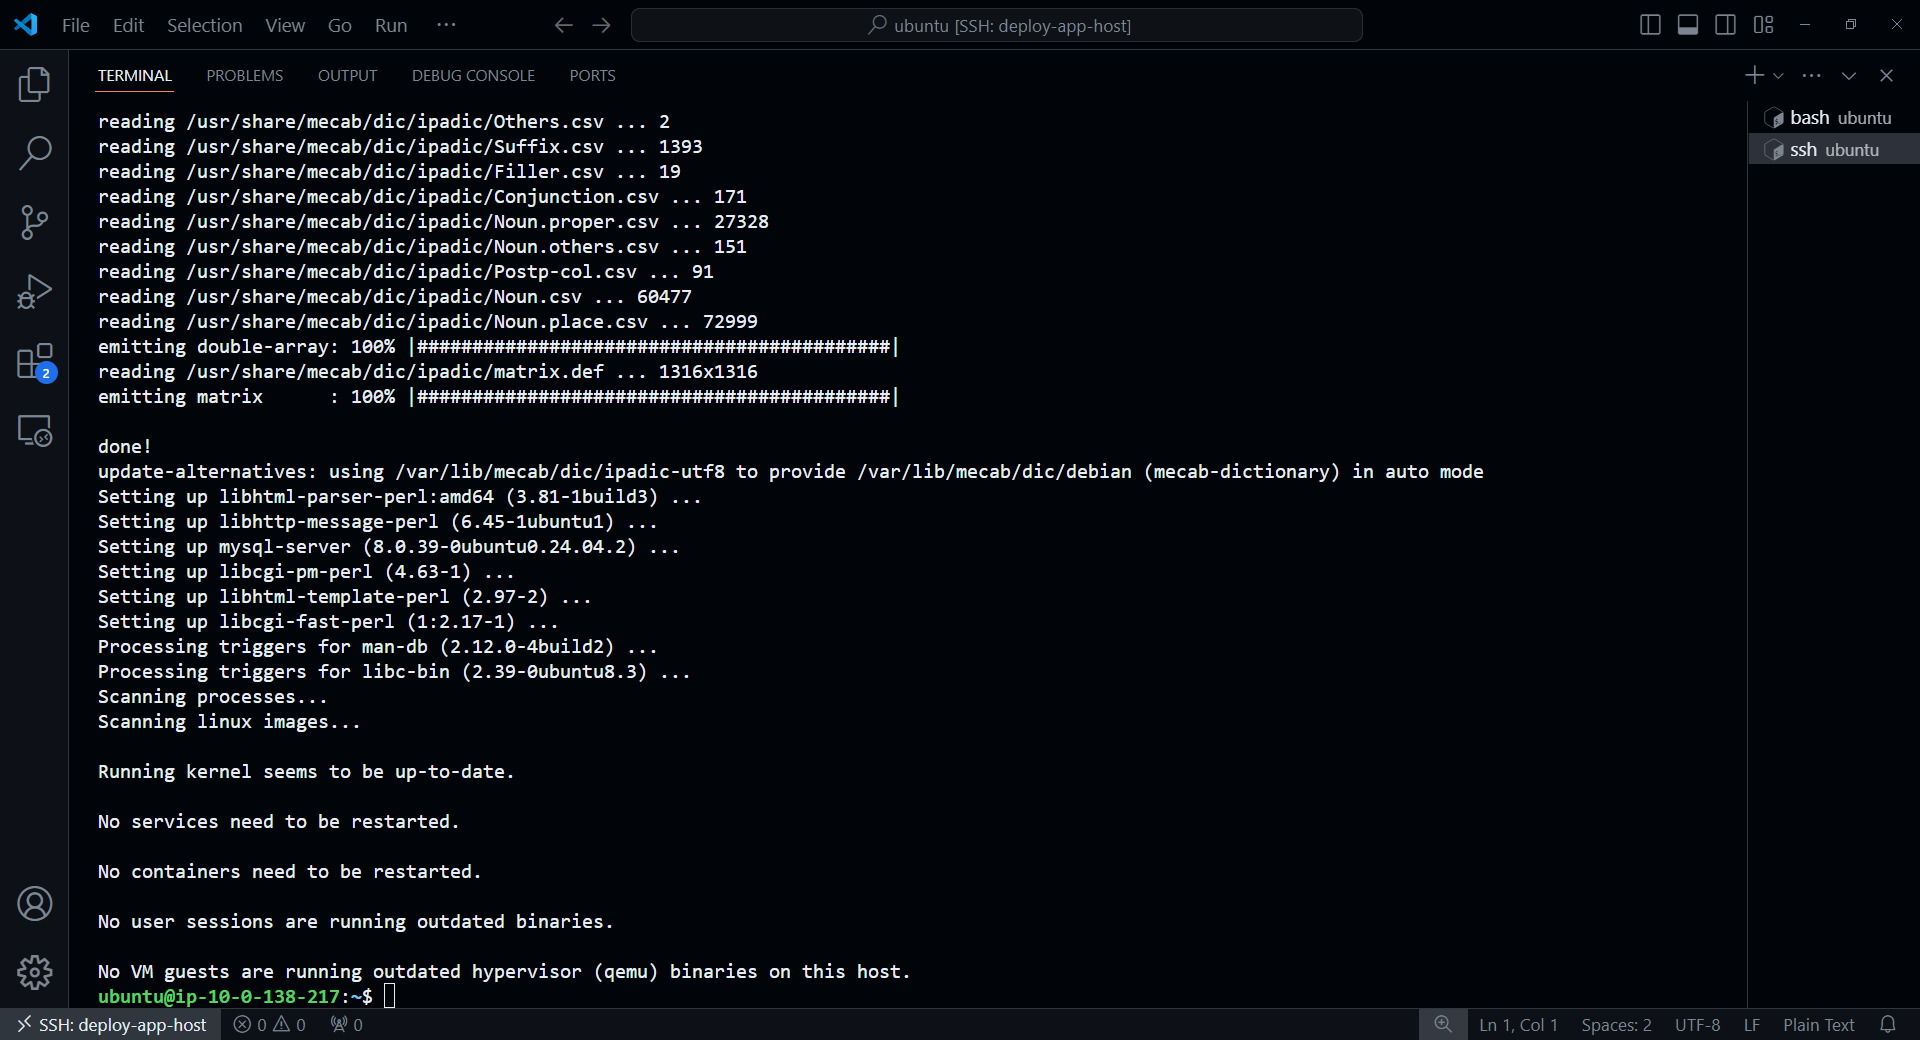 File Edit Selection View Go Run ···
ubuntu [SSH: deploy-app-host]
TERMINAL PROBLEMS OUTPUT DEBUG CONSOLE PORTS
reading /usr/share/mecab/dic/ipadic/Others.csv ... 2
reading /usr/share/mecab/dic/ipadic/Suffix.csv ... 1393
reading /usr/share/mecab/dic/ipadic/Filler.csv ... 19
reading /usr/share/mecab/dic/ipadic/Conjunction.csv ... 171
reading /usr/share/mecab/dic/ipadic/Noun.proper.csv ... 27328
reading /usr/share/mecab/dic/ipadic/Noun.others.csv ... 151
reading /usr/share/mecab/dic/ipadic/Postp-col.csv ... 91
reading /usr/share/mecab/dic/ipadic/Noun.csv ... 60477
reading /usr/share/mecab/dic/ipadic/Noun.place.csv ... 72999
emitting double-array: 100% |###########################################|
reading /usr/share/mecab/dic/ipadic/matrix.def ... 1316x1316
emitting matrix      : 100% |###########################################|
done!
update-alternatives: using /var/lib/mecab/dic/ipadic-utf8 to provide /var/lib/mecab/dic/debian (mecab-dictionary) in auto mode
Setting up libhtml-parser-perl:amd64 (3.81-1build3) ...
Setting up libhttp-message-perl (6.45-1ubuntu1) ...
Setting up mysql-server (8.0.39-0ubuntu0.24.04.2) ...
Setting up libcgi-pm-perl (4.63-1) ...
Setting up libhtml-template-perl (2.97-2) ...
Setting up libcgi-fast-perl (1:2.17-1) ...
Processing triggers for man-db (2.12.0-4build2) ...
Processing triggers for libc-bin (2.39-0ubuntu8.3) ...
Scanning processes...
Scanning linux images...
Running kernel seems to be up-to-date.
No services need to be restarted.
No containers need to be restarted.
No user sessions are running outdated binaries.
No VM guests are running outdated hypervisor (qemu) binaries on this host.
ubuntu@ip-10-0-138-217:~$
bash ubuntu
ssh ubuntu
2
SSH: deploy-app-host 0 0 0
Ln 1, Col 1 Spaces: 2 UTF-8 LF Plain Text